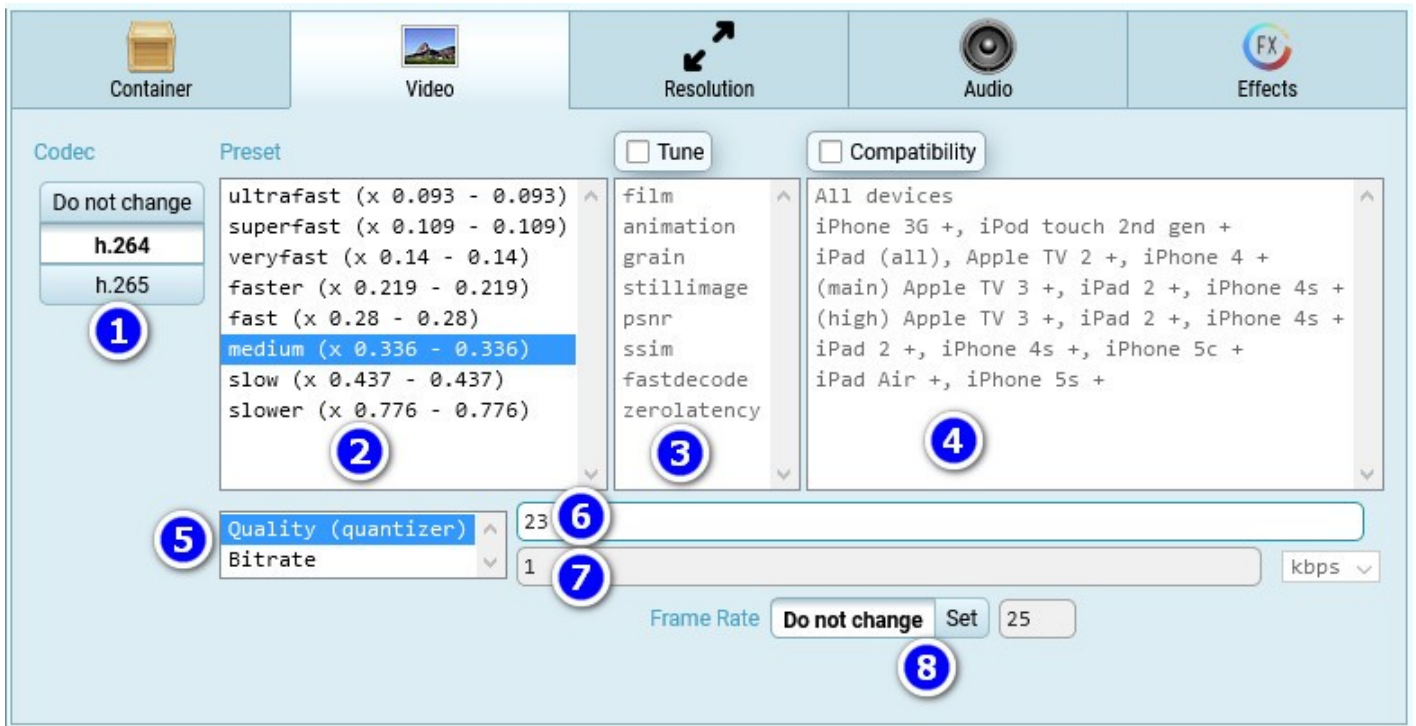 Container
Video
Resolution
FX
Audio
Effects
Codec
Preset
Tune
Compatibility
Do not change
h.264
h.265
1
ultrafast (x 0.093 - 0.093)
superfast (x 0.109 - 0.109)
veryfast (x 0.14 - 0.14)
faster (x 0.219 - 0.219)
fast (x 0.28 - 0.28)
medium (x 0.336 - 0.336)
slow (x 0.437 - 0.437)
slower (x 0.776 - 0.776)
2
film
animation
grain
stillimage
psnr
ssim
fastdecode
zerolatency
3
All devices
iPhone 3G +, iPod touch 2nd gen +
iPad (all), Apple TV 2 +, iPhone 4 +
(main) Apple TV 3 +, iPad 2 +, iPhone 4s +
(high) Apple TV 3 +, iPad 2 +, iPhone 4s +
iPad 2 +, iPhone 4s +, iPhone 5c +
iPad Air +, iPhone 5s +
4
5
Quality (quantizer)
Bitrate
23
6
1
7
kbps
Frame Rate
Do not change
Set
25
8